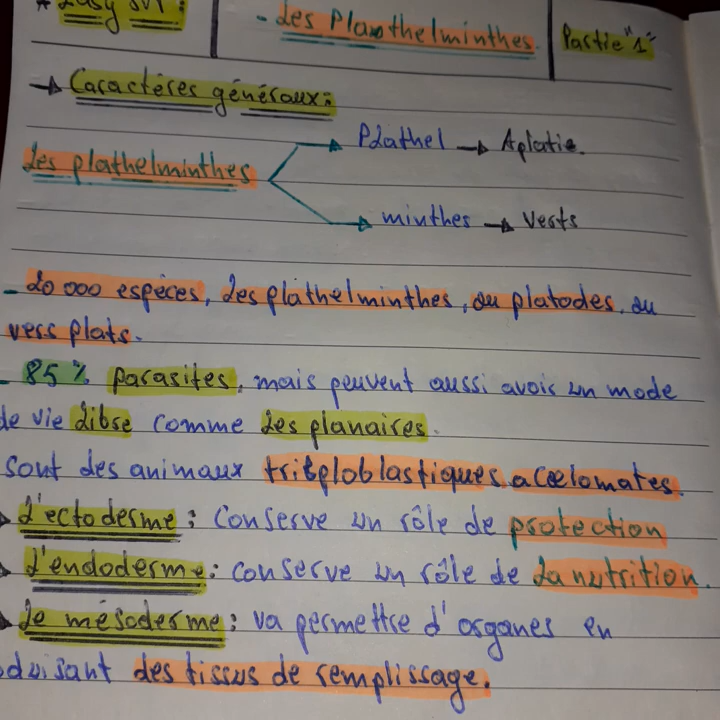 * Easy SVT :
- Les Plathelminthes.
Partie "1"
→ Caractères généraux :
Les plathelminthes
Plathel → Aplatie.
minthes → Vers
- 20 000 espèces, Les plathelminthes, ou platodes, ou
vers plats.
- 85 % parasites, mais peuvent aussi avoir un mode
de vie libre comme les planaires.
sont des animaux triploblastiques acœlomates.
L'ectoderme : conserve un rôle de protection
L'endoderme : conserve un rôle de la nutrition.
Le mésoderme : va permettre d'organes en
duisant des tissus de remplissage.